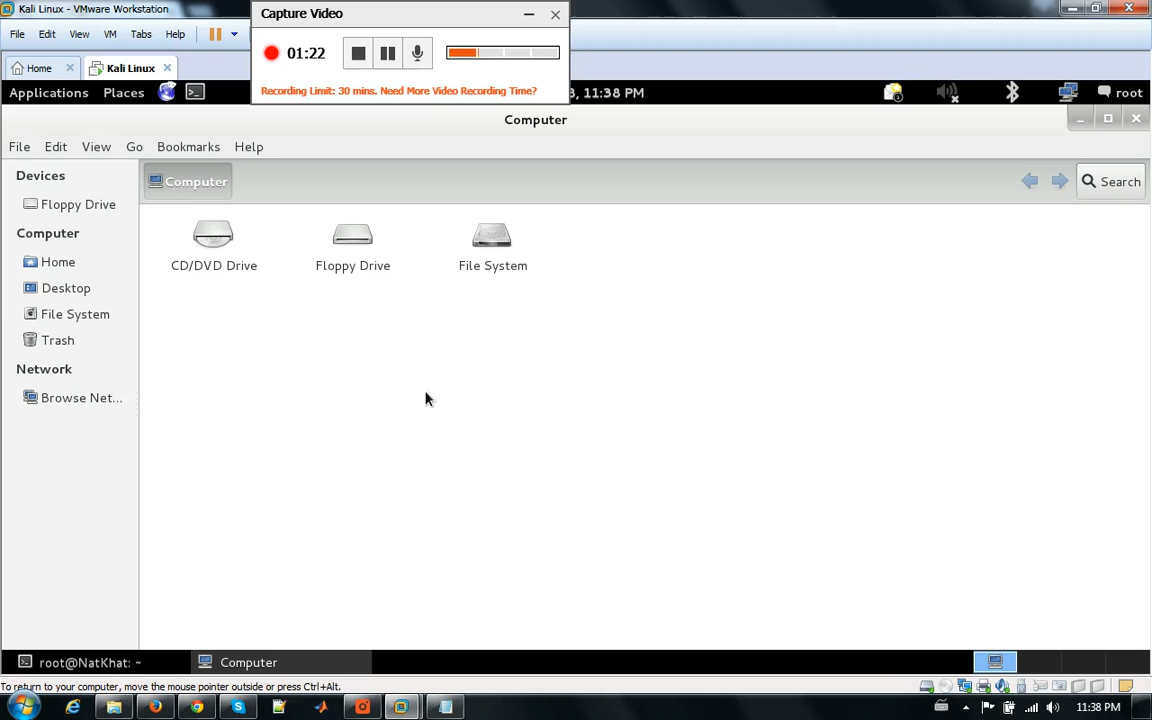 Kali Linux - VMware Workstation
Capture Video
File Edit View VM Tabs Help
01:22
Home
Kali Linux
Recording Limit: 30 mins. Need More Video Recording Time?
Applications Places
3, 11:38 PM
1
root
Computer
File Edit View Go Bookmarks Help
Devices
Floppy Drive
Computer
Home
Desktop
File System
Trash
Network
Browse Net...
Computer
Search
CD/DVD Drive
Floppy Drive
File System
root@NatKhat: ~
Computer
To return to your computer, move the mouse pointer outside or press Ctrl+Alt.
11:38 PM